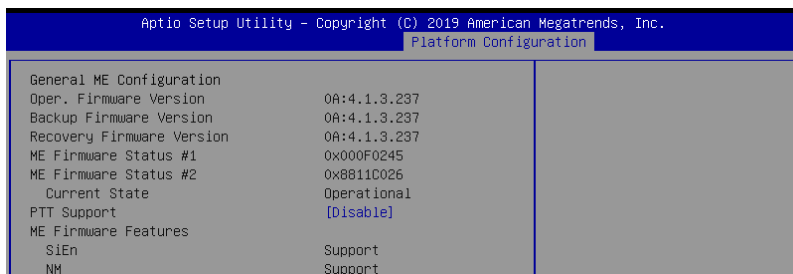 Aptio Setup Utility – Copyright (C) 2019 American Megatrends, Inc.
Platform Configuration
General ME Configuration
Oper. Firmware Version 0A:4.1.3.237
Backup Firmware Version 0A:4.1.3.237
Recovery Firmware Version 0A:4.1.3.237
ME Firmware Status #1 0x000F0245
ME Firmware Status #2 0x8811C026
Current State Operational
PTT Support [Disable]
ME Firmware Features
SiEn Support
NM Support